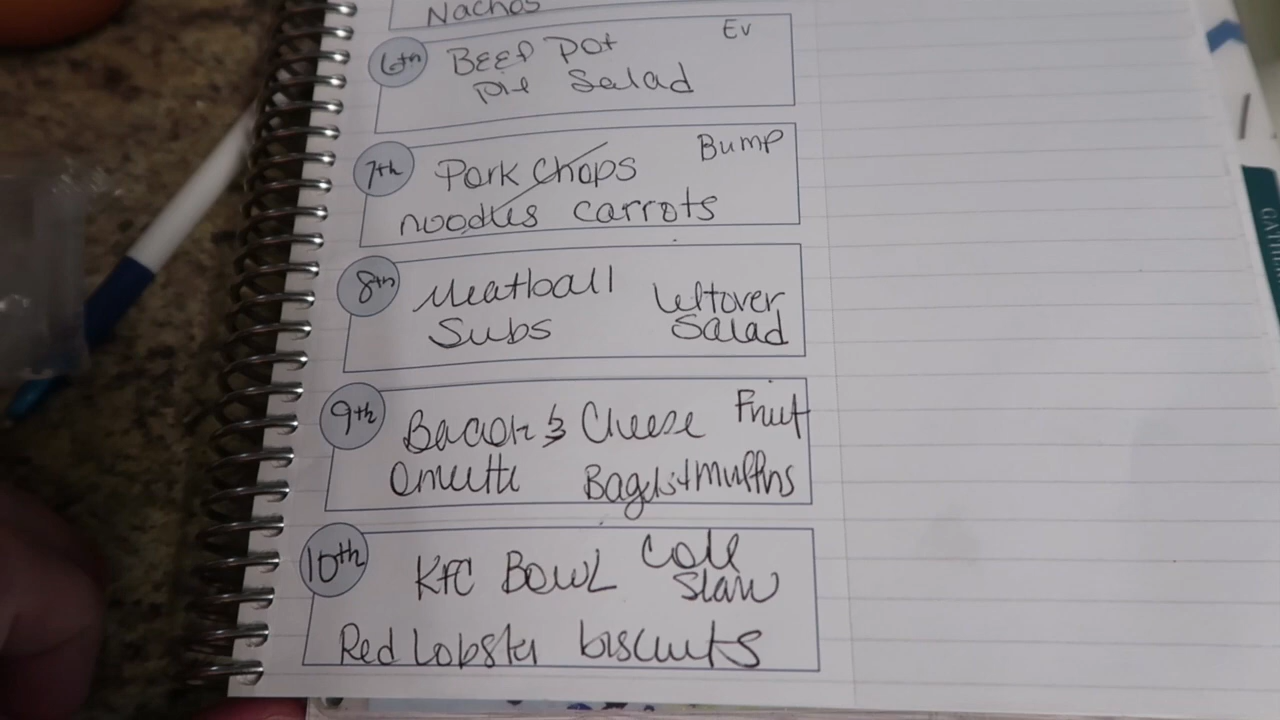 Nachos
6th Beef Pot Ev
Pie Salad
7th Pork Chops Bump
noodles carrots
8th Meatball Leftover
Subs Salad
9th Bacon & Cheese Fruit
Omelette Bagels + Muffins
10th KFC BOWL Cole
Slaw
Red Lobster biscuits